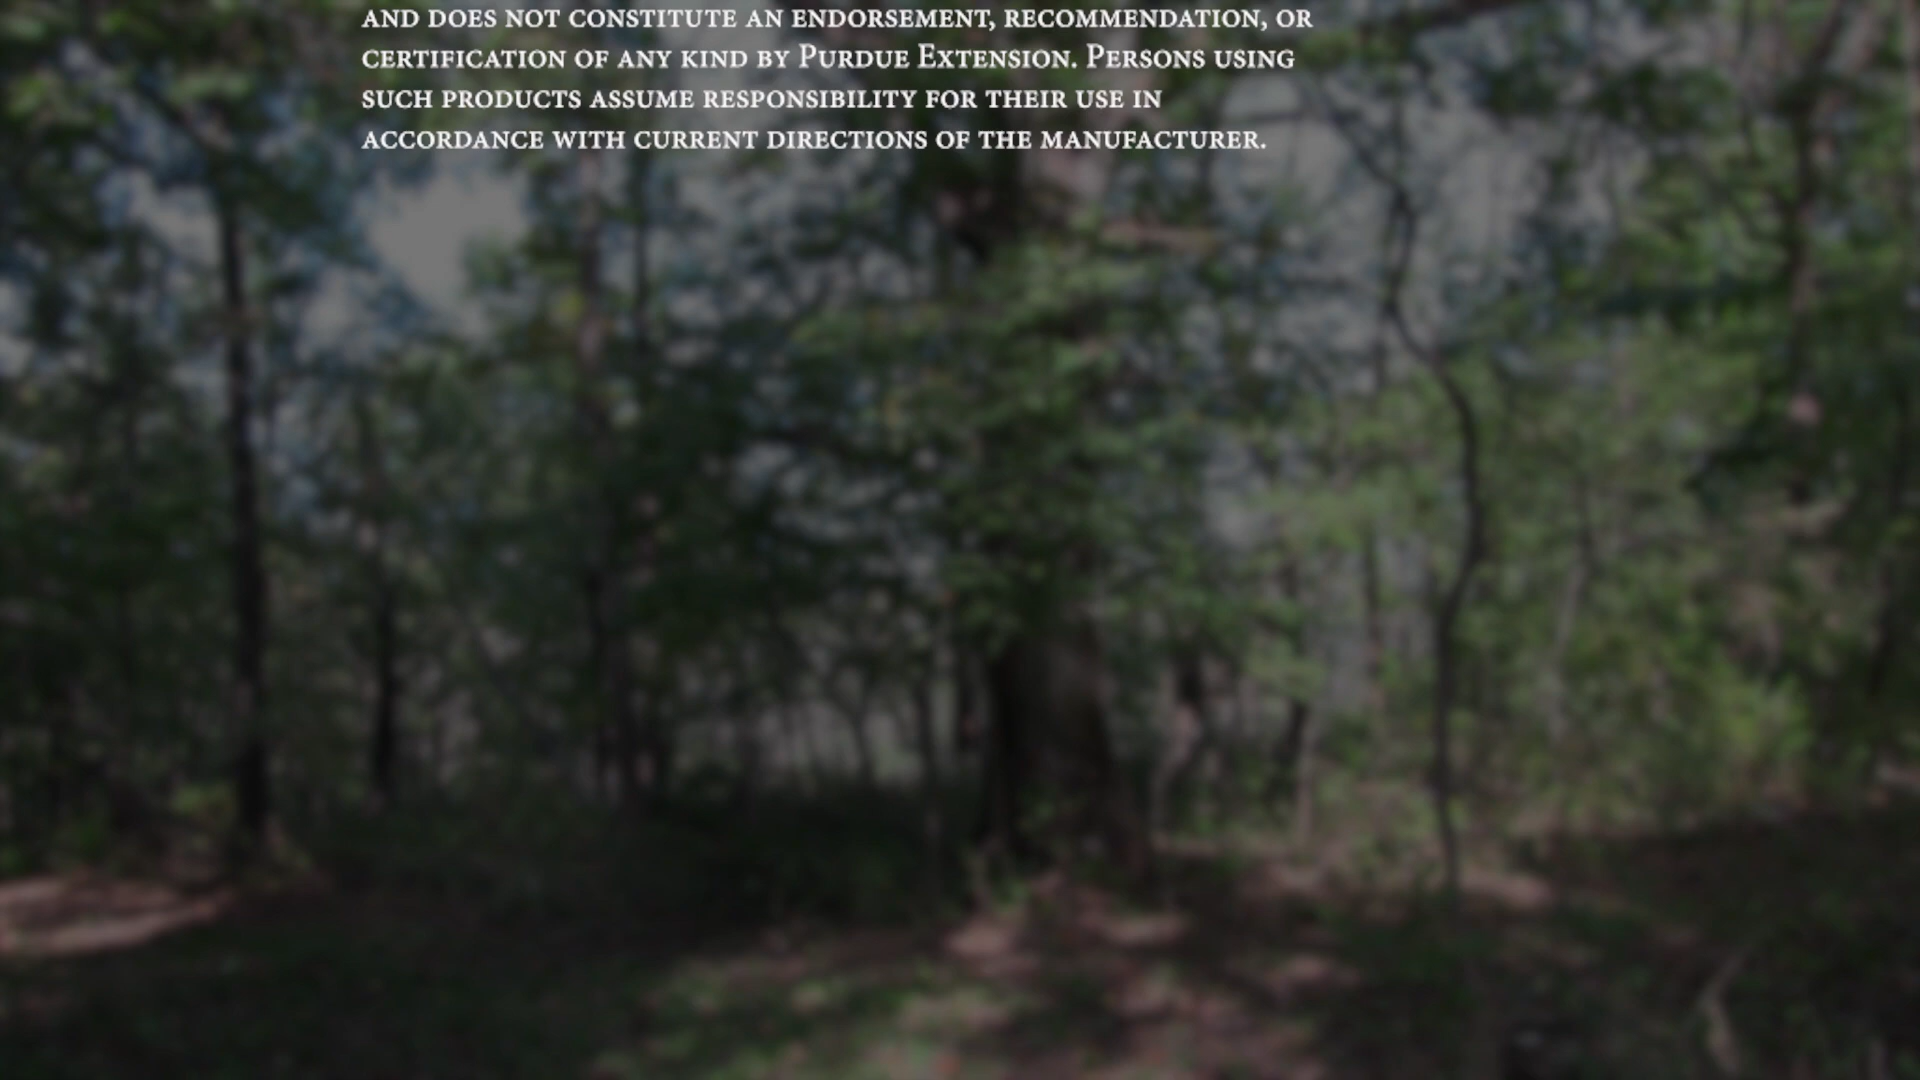 AND DOES NOT CONSTITUTE AN ENDORSEMENT, RECOMMENDATION, OR
CERTIFICATION OF ANY KIND BY PURDUE EXTENSION. PERSONS USING
SUCH PRODUCTS ASSUME RESPONSIBILITY FOR THEIR USE IN
ACCORDANCE WITH CURRENT DIRECTIONS OF THE MANUFACTURER.